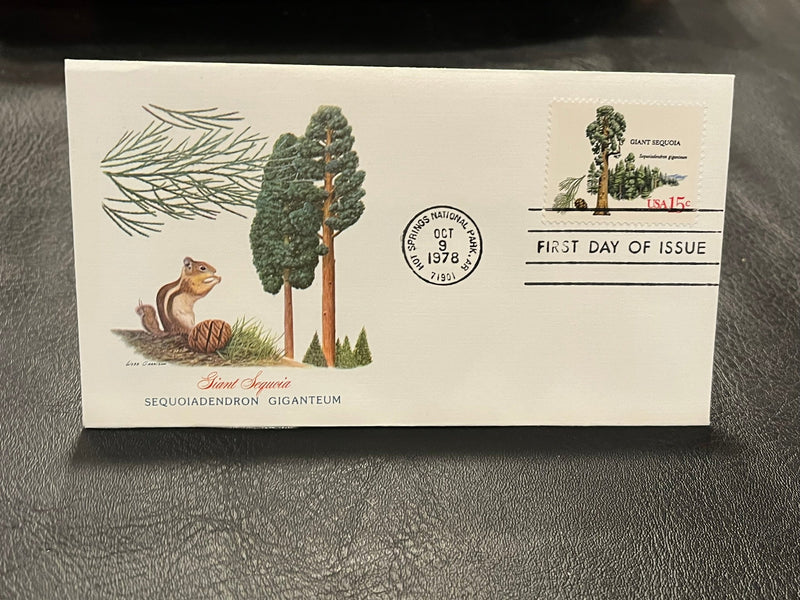 GIANT SEQUOIA
Sequoiadendron giganteum
USA 15c
HOT SPRINGS NATIONAL PARK, AR
OCT
9
1978
71901
FIRST DAY OF ISSUE
Giant Sequoia
SEQUOIADENDRON GIGANTEUM